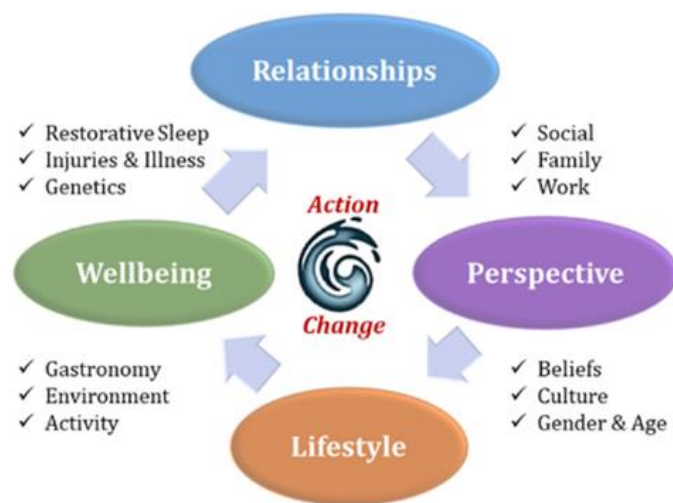 Relationships
✓ Restorative Sleep
✓ Injuries & Illness
✓ Genetics
✓ Social
✓ Family
✓ Work
Action
Change
Wellbeing
Perspective
✓ Gastronomy
✓ Environment
✓ Activity
✓ Beliefs
✓ Culture
✓ Gender & Age
Lifestyle